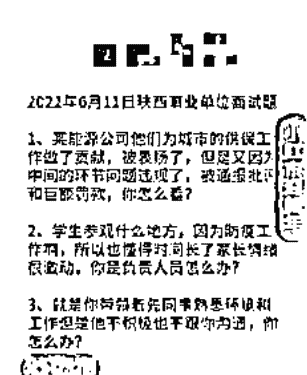 2022年6月11日陕西事业单位面试题
1、某能源公司他们为城市的供暖工
作做了贡献，被表扬了，但是又因为
中间的环节问题违规了，被通报批评
和巨额罚款，你怎么看？
2、学生参观什么地方，因为防疫工
作啊，所以也懂得时间长了家长情绪
很激动，你是负责人员怎么办？
3、就是你带领着先同事熟悉环境和
工作但是他不积极也不跟你沟通，你
怎么办？